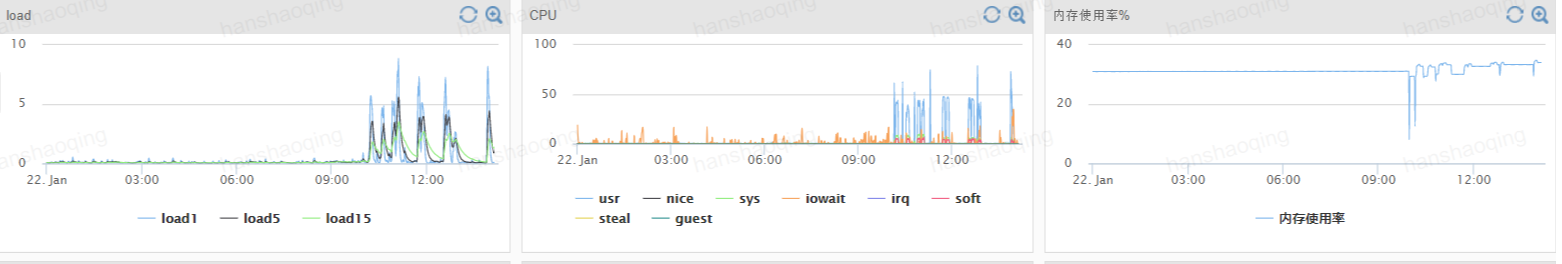 load
CPU
内存使用率%
10
5
0
22. Jan 03:00 06:00 09:00 12:00
load1 load5 load15
100
50
0
22. Jan 03:00 06:00 09:00 12:00
usr nice sys iowait irq soft
steal guest
40
20
0
22. Jan 03:00 06:00 09:00 12:00
内存使用率
hanshaoqing